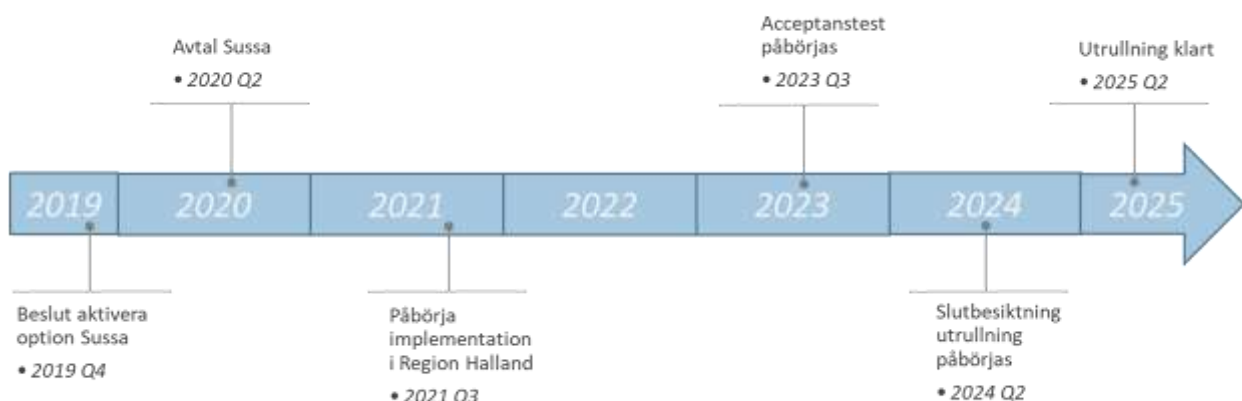 Avtal Sussa
• 2020 Q2
Acceptanstest
påbörjas
• 2023 Q3
Utrullning klart
• 2025 Q2
2019
2020
2021
2022
2023
2024
2025
Beslut aktivera
option Sussa
• 2019 Q4
Påbörja
implementation
i Region Halland
• 2021 Q3
Slutbesiktning
utrullning
påbörjas
• 2024 Q2